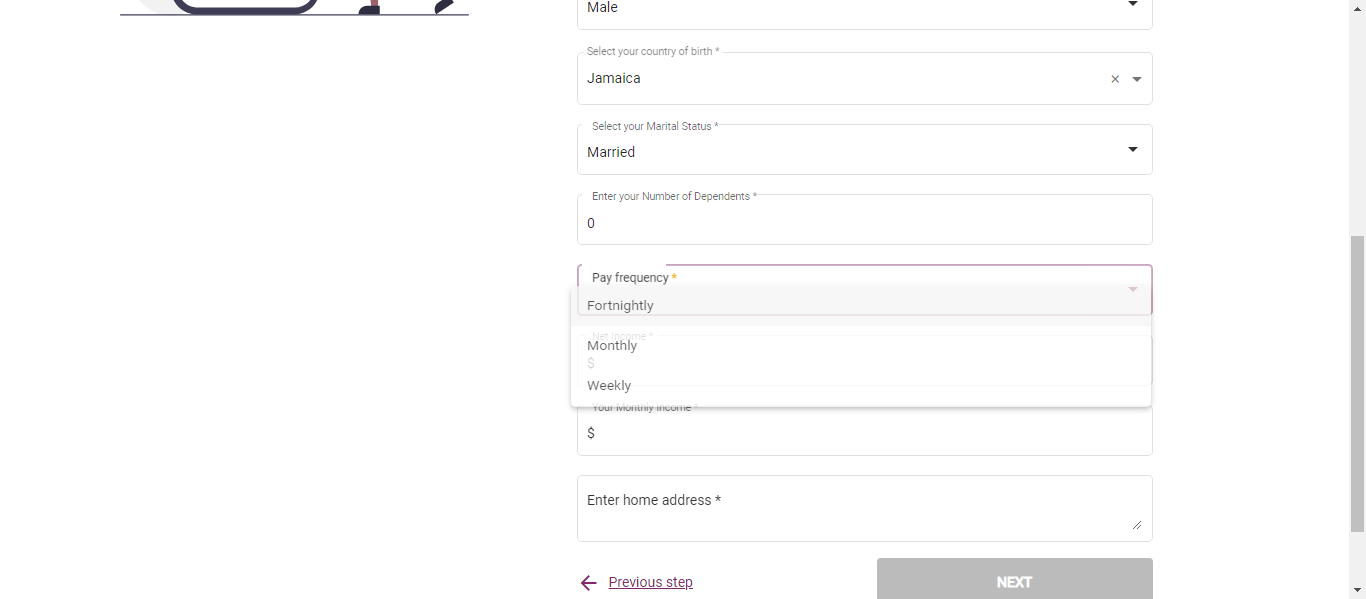 Male
Select your country of birth *
Jamaica
Select your Marital Status *
Married
Enter your Number of Dependents *
0
Pay frequency *
Fortnightly
Net Income *
Monthly
$
Weekly
Your Monthly Income *
$
Enter home address *
Previous step
NEXT